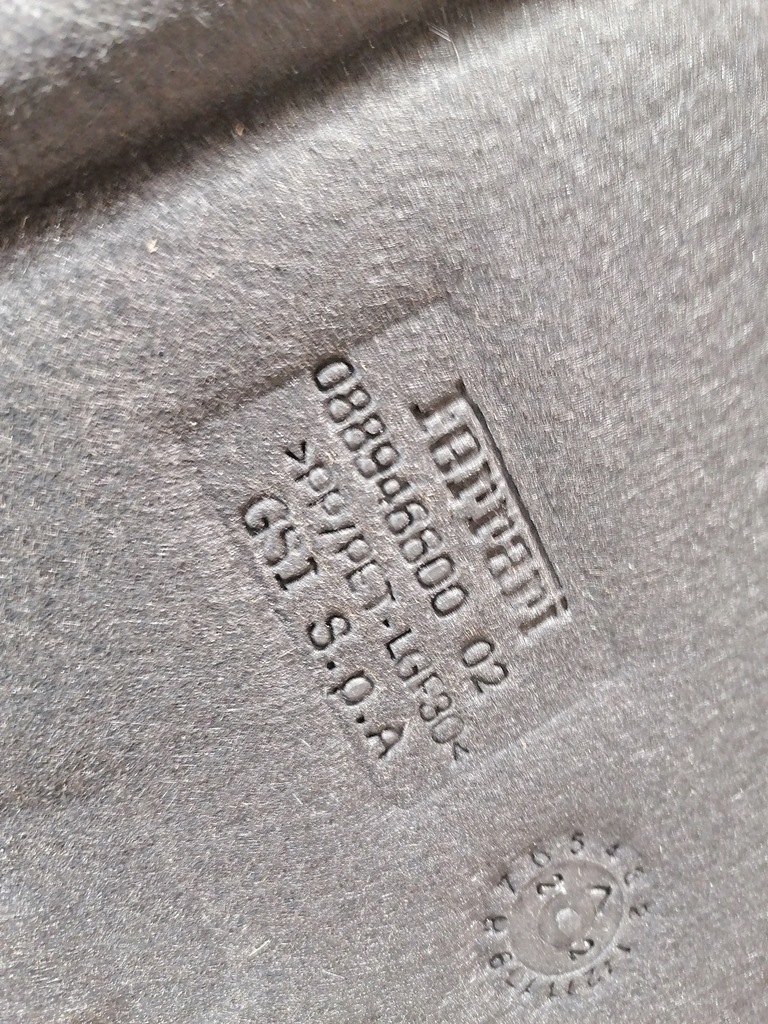 Ferrari
088946600 02
>PP/PET-LGF30<
GSI S.p.A